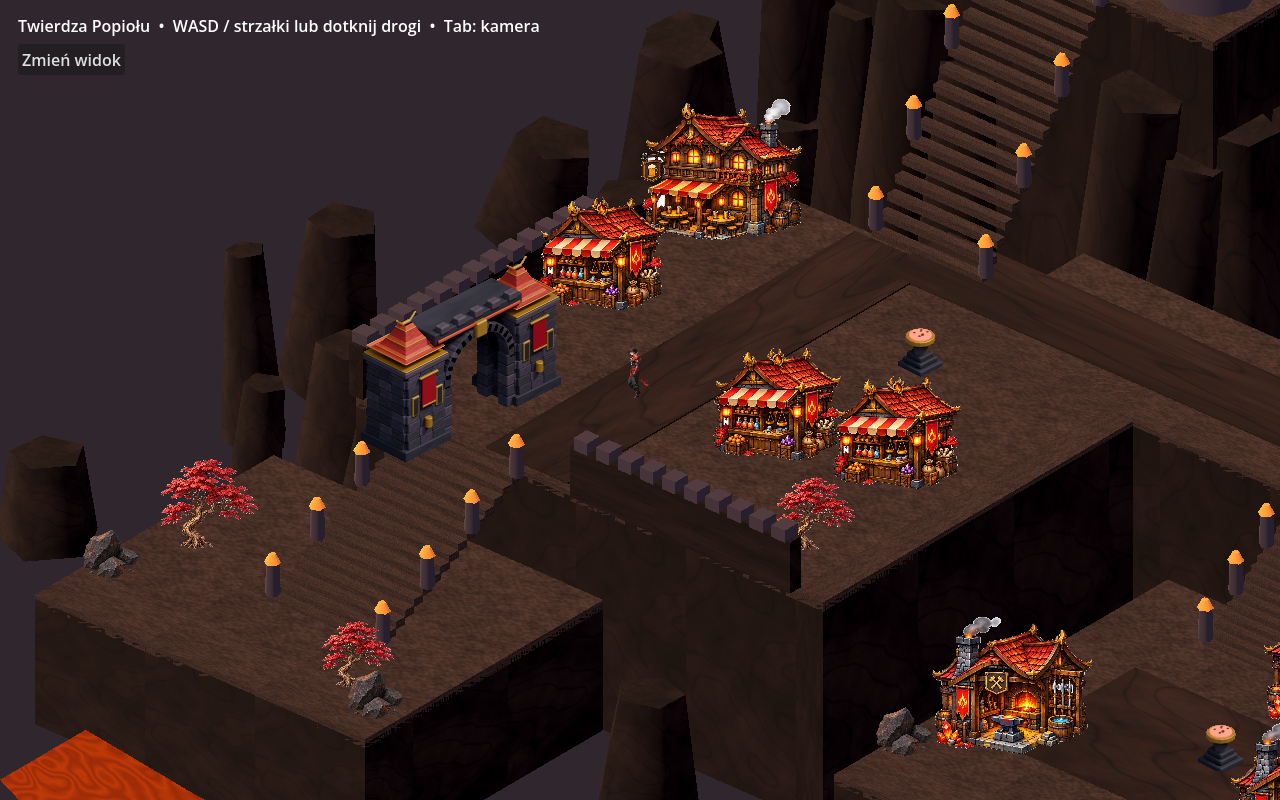 Twierdza Popiołu • WASD / strzałki lub dotknij drogi • Tab: kamera
Zmień widok